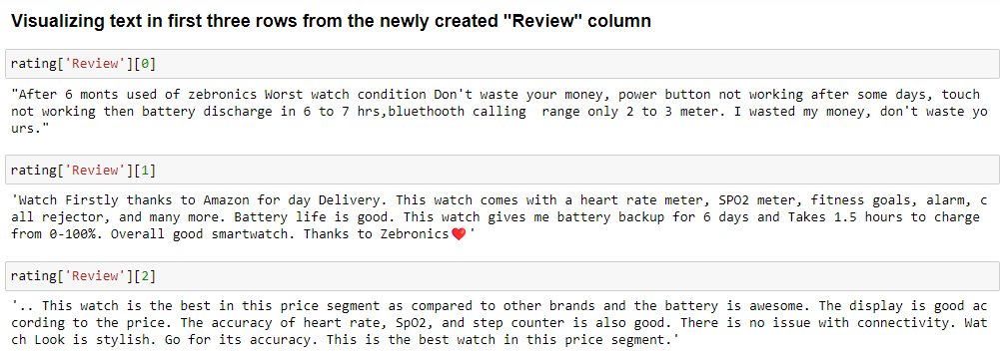 Visualizing text in first three rows from the newly created "Review" column
rating['Review'][0]
"After 6 monts used of zebronics Worst watch condition Don't waste your money, power button not working after some days, touch
not working then battery discharge in 6 to 7 hrs,bluethooth calling  range only 2 to 3 meter. I wasted my money, don't waste yo
urs."
rating['Review'][1]
'Watch Firstly thanks to Amazon for day Delivery. This watch comes with a heart rate meter, SPO2 meter, fitness goals, alarm, c
all rejector, and many more. Battery life is good. This watch gives me battery backup for 6 days and Takes 1.5 hours to charge
from 0-100%. Overall good smartwatch. Thanks to Zebronics❤️'
rating['Review'][2]
'.. This watch is the best in this price segment as compared to other brands and the battery is awesome. The display is good ac
cording to the price. The accuracy of heart rate, SpO2, and step counter is also good. There is no issue with connectivity. Wat
ch Look is stylish. Go for its accuracy. This is the best watch in this price segment.'